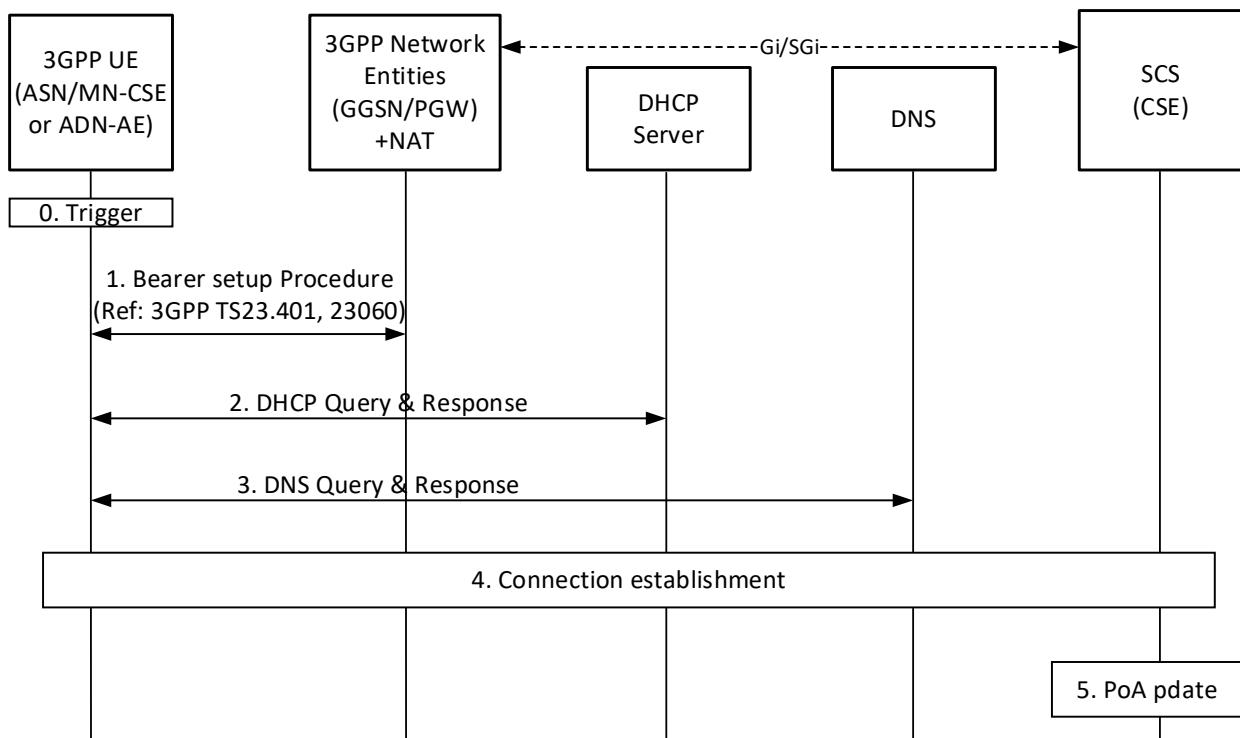 3GPP UE
(ASN/MN-CSE
or ADN-AE)
3GPP Network
Entities
(GGSN/PGW)
+NAT
Gi/SGi
DHCP
Server
DNS
SCS
(CSE)
0. Trigger
1. Bearer setup Procedure
(Ref: 3GPP TS23.401, 23060)
2. DHCP Query & Response
3. DNS Query & Response
4. Connection establishment
5. PoA pdate